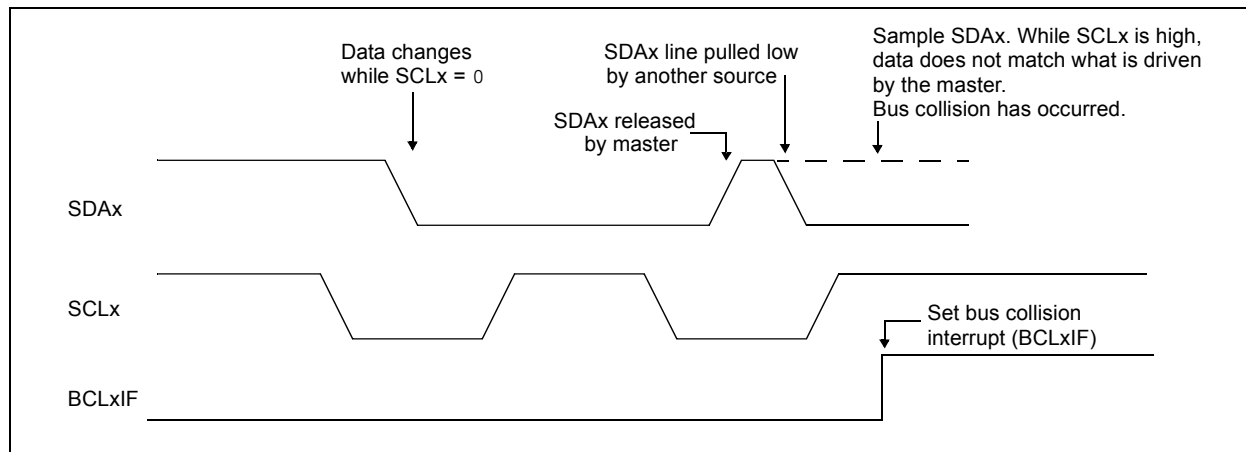 Data changes
while SCLx = 0
SDAx line pulled low
by another source
Sample SDAx. While SCLx is high,
data does not match what is driven
by the master.
Bus collision has occurred.
SDAx released
by master
SDAx
SCLx
Set bus collision
interrupt (BCLxIF)
BCLxIF